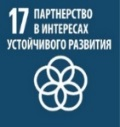 17 ПАРТНЕРСТВО
В ИНТЕРЕСАХ
УСТОЙЧИВОГО РАЗВИТИЯ